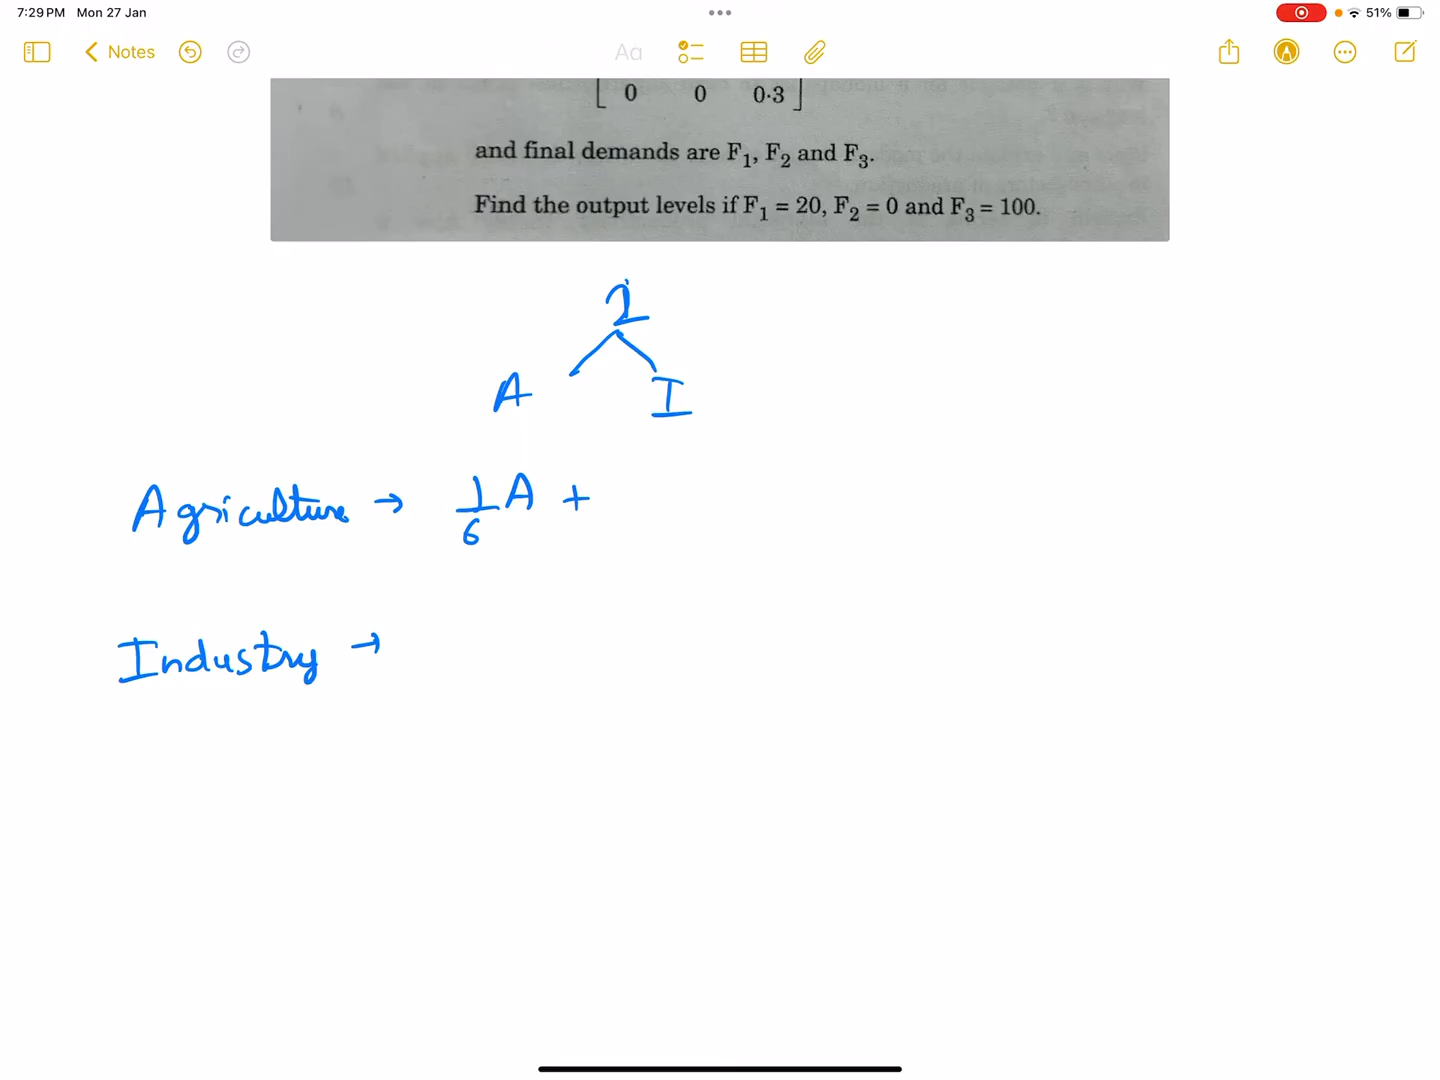 7:29 PM Mon 27 Jan
51%
Notes
Aa
0 0 0·3
and final demands are F₁, F₂ and F₃.
Find the output levels if F₁ = 20, F₂ = 0 and F₃ = 100.
2
A I
Agriculture → 1/6 A +
Industry →